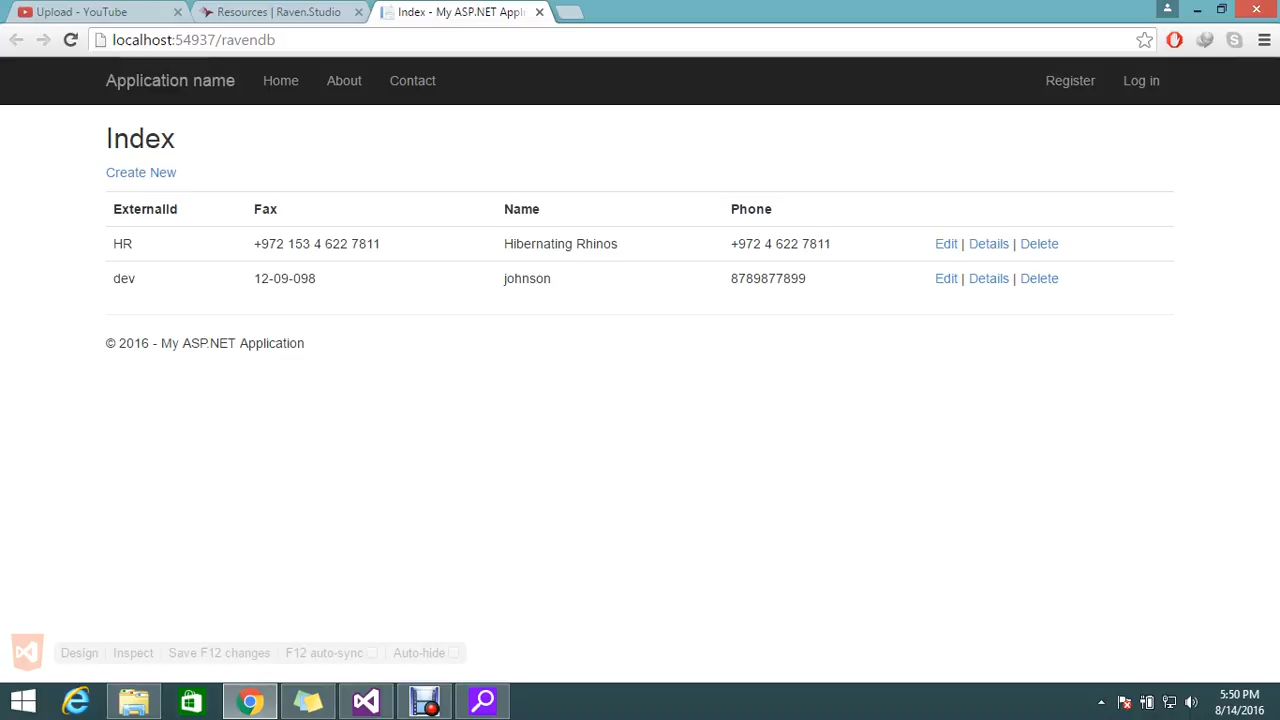 Upload - YouTube
Resources | Raven.Studio
Index - My ASP.NET Appli
localhost:54937/ravendb
Application name Home About Contact Register Log in
Index
Create New
ExternalId Fax Name Phone
HR +972 153 4 622 7811 Hibernating Rhinos +972 4 622 7811 Edit | Details | Delete
dev 12-09-098 johnson 8789877899 Edit | Details | Delete
© 2016 - My ASP.NET Application
Design Inspect Save F12 changes F12 auto-sync Auto-hide
5:50 PM
8/14/2016